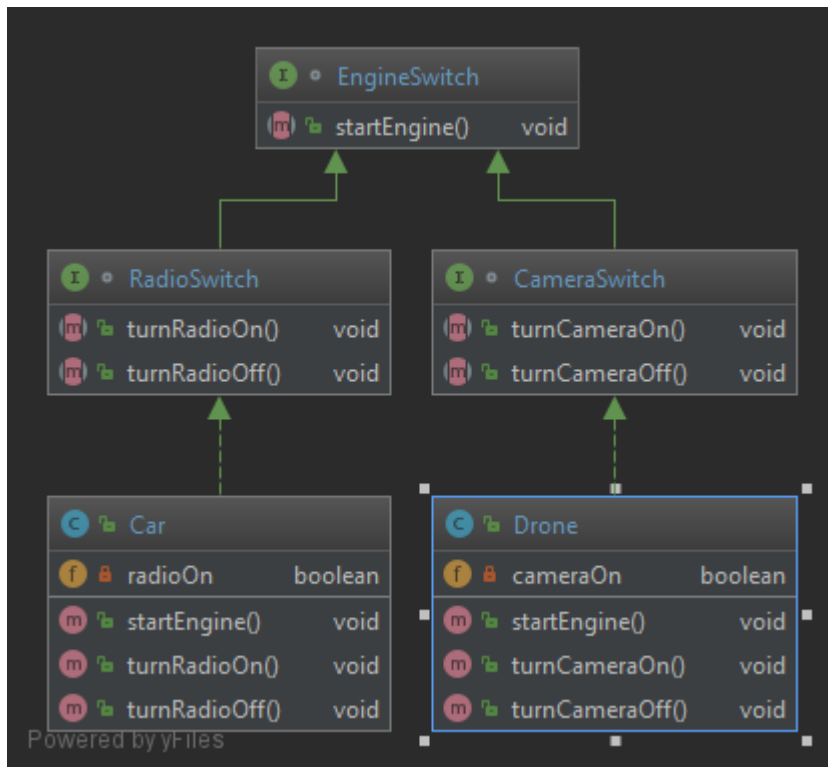 EngineSwitch
startEngine() void
RadioSwitch
turnRadioOn() void
turnRadioOff() void
CameraSwitch
turnCameraOn() void
turnCameraOff() void
Car
radioOn boolean
startEngine() void
turnRadioOn() void
turnRadioOff() void
Drone
cameraOn boolean
startEngine() void
turnCameraOn() void
turnCameraOff() void
Powered by yFiles